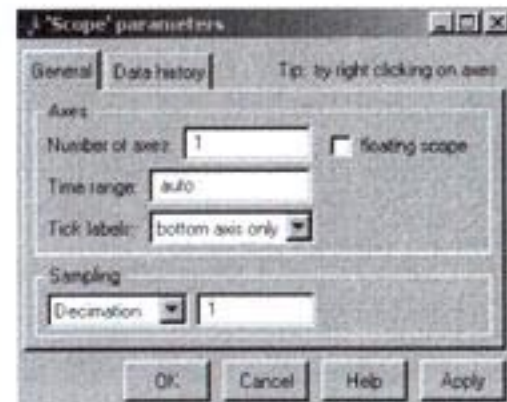 'Scope' parameters
General Data history Tip: try right clicking on axes
Axes
Number of axes: 1 floating scope
Time range: auto
Tick labels: bottom axis only
Sampling
Decimation 1
OK Cancel Help Apply